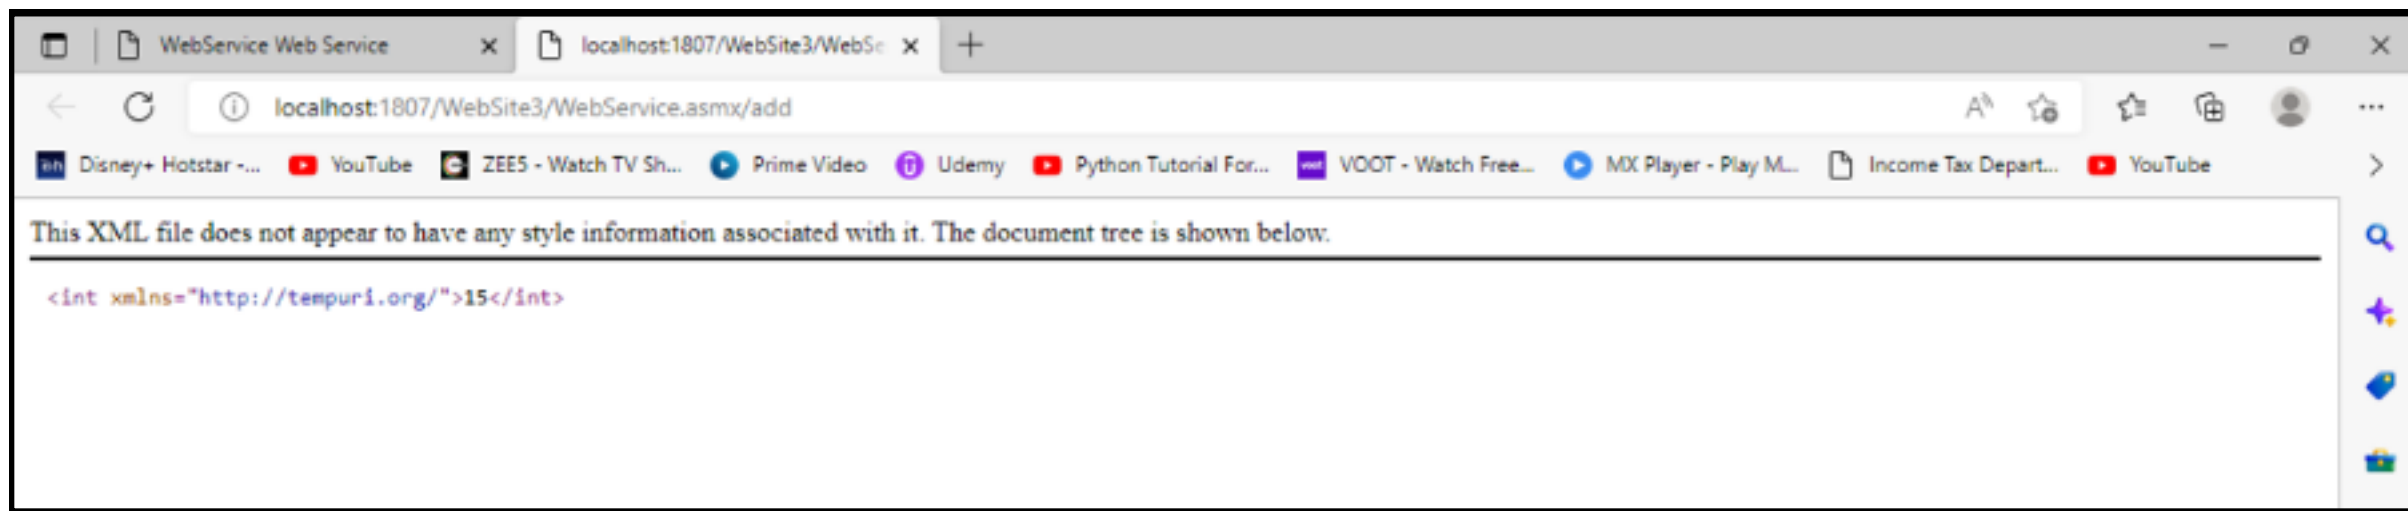 WebService Web Service
localhost:1807/WebSite3/WebSe
localhost:1807/WebSite3/WebService.asmx/add
Disney+ Hotstar -... YouTube ZEE5 - Watch TV Sh... Prime Video Udemy Python Tutorial For... VOOT - Watch Free... MX Player - Play M... Income Tax Depart... YouTube
This XML file does not appear to have any style information associated with it. The document tree is shown below.
<int xmlns="http://tempuri.org/">15</int>